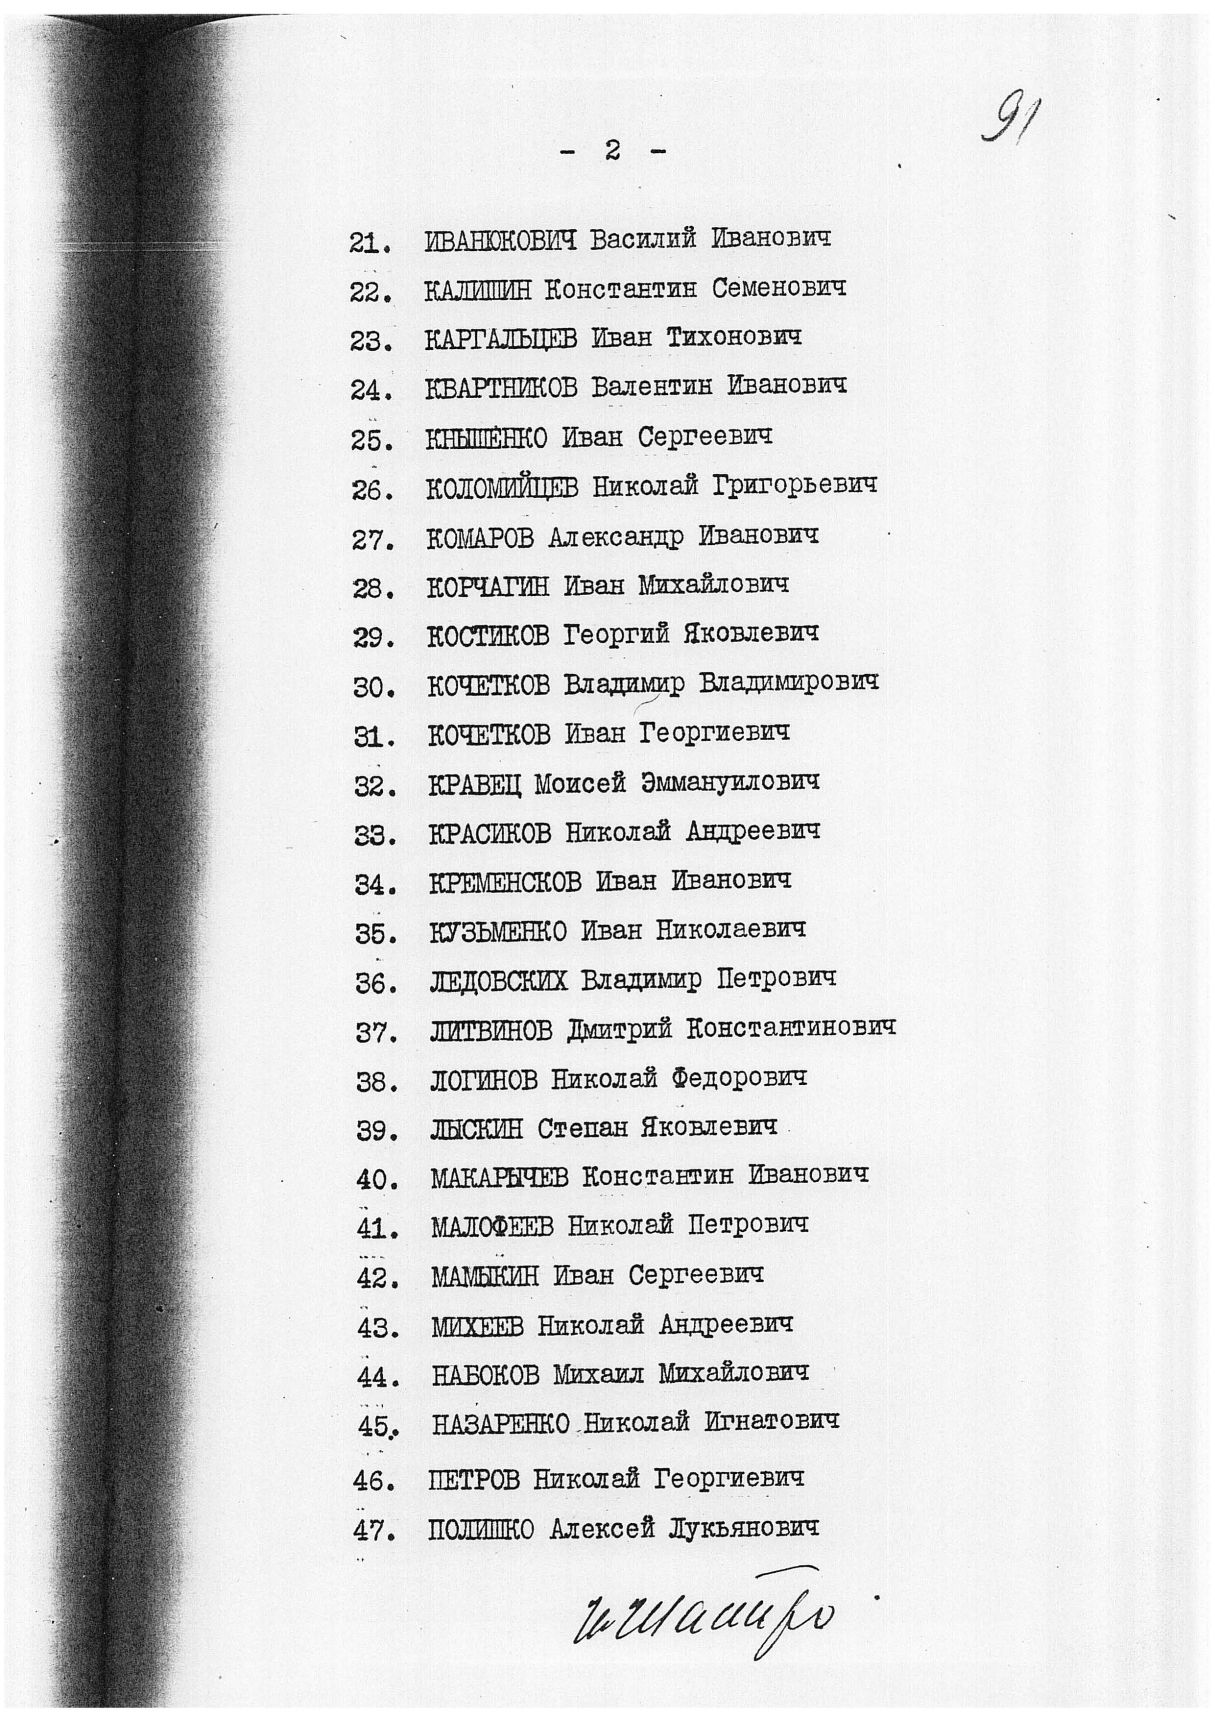 91
- 2 -
21. ИВАНЮКОВИЧ Василий Иванович
22. КАЛИШИН Константин Семенович
23. КАРГАЛЬЦЕВ Иван Тихонович
24. КВАРТНИКОВ Валентин Иванович
25. КНЫШЕНКО Иван Сергеевич
26. КОЛОМИЙЦЕВ Николай Григорьевич
27. КОМАРОВ Александр Иванович
28. КОРЧАГИН Иван Михайлович
29. КОСТИКОВ Георгий Яковлевич
30. КОЧЕТКОВ Владимир Владимирович
31. КОЧЕТКОВ Иван Георгиевич
32. КРАВЕЦ Моисей Эммануилович
33. КРАСИКОВ Николай Андреевич
34. КРЕМЕНСКОВ Иван Иванович
35. КУЗЬМЕНКО Иван Николаевич
36. ЛЕДОВСКИХ Владимир Петрович
37. ЛИТВИНОВ Дмитрий Константинович
38. ЛОГИНОВ Николай Федорович
39. ЛЫСКИН Степан Яковлевич
40. МАКАРЫЧЕВ Константин Иванович
41. МАЛОФЕЕВ Николай Петрович
42. МАМЫКИН Иван Сергеевич
43. МИХЕЕВ Николай Андреевич
44. НАБОКОВ Михаил Михайлович
45. НАЗАРЕНКО Николай Игнатович
46. ПЕТРОВ Николай Георгиевич
47. ПОЛИШКО Алексей Лукьянович